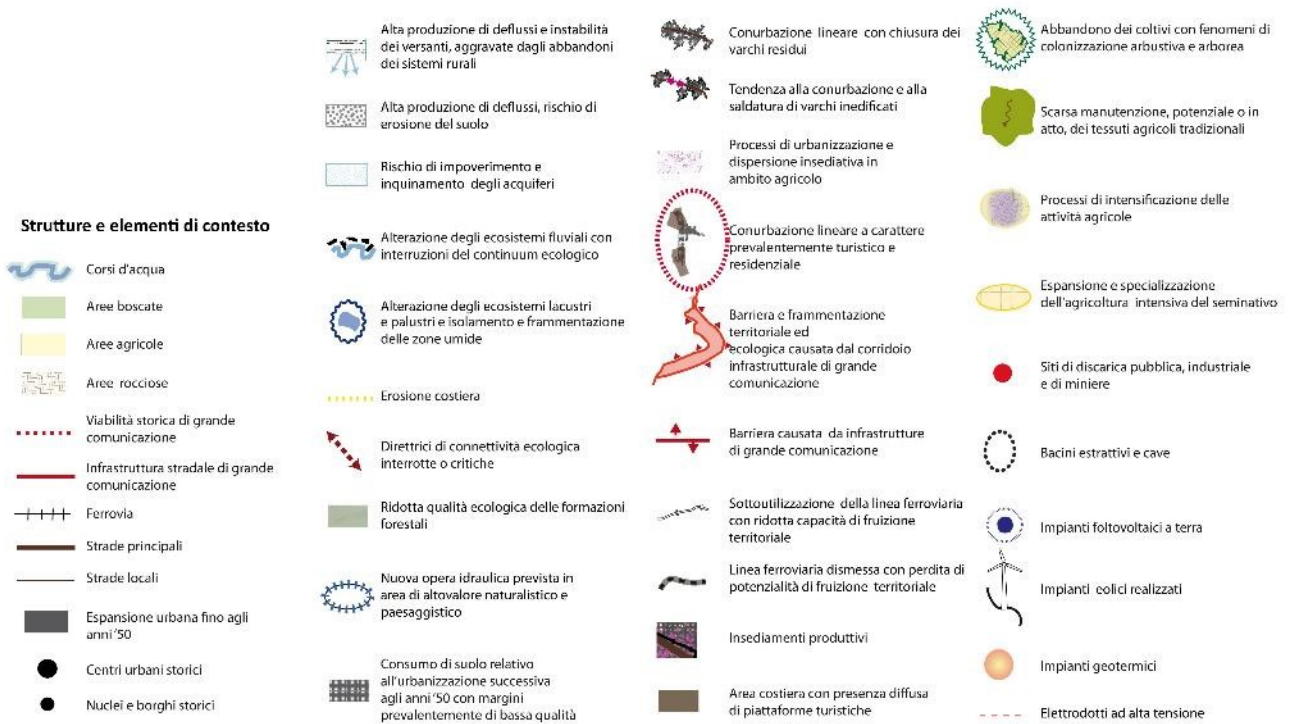 Strutture e elementi di contesto
Corsi d'acqua
Aree boscate
Aree agricole
Aree rocciose
Viabilità storica di grande
comunicazione
Infrastruttura stradale di grande
comunicazione
Ferrovia
Strade principali
Strade locali
Espansione urbana fino agli
anni '50
Centri urbani storici
Nuclei e borghi storici
Alta produzione di deflussi e instabilità
dei versanti, aggravate dagli abbandoni
dei sistemi rurali
Alta produzione di deflussi, rischio di
erosione del suolo
Rischio di impoverimento e
inquinamento degli acquiferi
Alterazione degli ecosistemi fluviali con
interruzioni del continuum ecologico
Alterazione degli ecosistemi lacustri
e palustri e isolamento e frammentazione
delle zone umide
Erosione costiera
Direttrici di connettività ecologica
interrotte o critiche
Ridotta qualità ecologica delle formazioni
forestali
Nuova opera idraulica prevista in
area di altovalore naturalistico e
paesaggistico
Consumo di suolo relativo
all'urbanizzazione successiva
agli anni '50 con margini
prevalentemente di bassa qualità
Conurbazione lineare con chiusura dei
varchi residui
Tendenza alla conurbazione e alla
saldatura di varchi inedificati
Processi di urbanizzazione e
dispersione insediativa in
ambito agricolo
Conurbazione lineare a carattere
prevalentemente turistico e
residenziale
Barriera e frammentazione
territoriale ed
ecologica causata dal corridoio
infrastrutturale di grande
comunicazione
Barriera causata da infrastrutture
di grande comunicazione
Sottoutilizzazione della linea ferroviaria
con ridotta capacità di fruizione
territoriale
Linea ferroviaria dismessa con perdita di
potenzialità di fruizione territoriale
Insediamenti produttivi
Area costiera con presenza diffusa
di piattaforme turistiche
Abbandono dei coltivi con fenomeni di
colonizzazione arbustiva e arborea
Scarsa manutenzione, potenziale o in
atto, dei tessuti agricoli tradizionali
Processi di intensificazione delle
attività agricole
Espansione e specializzazione
dell'agricoltura intensiva del seminativo
Siti di discarica pubblica, industriale
e di miniere
Bacini estrattivi e cave
Impianti foltovoltaici a terra
Impianti eolici realizzati
Impianti geotermici
Elettrodotti ad alta tensione